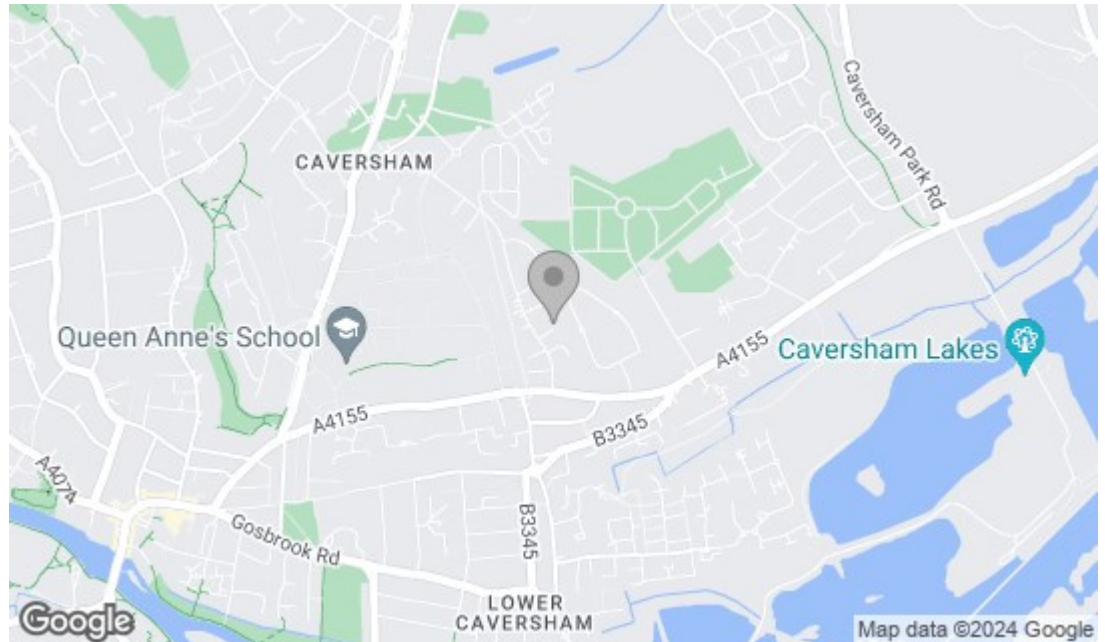 CAVERSHAM
Caversham Park Rd
Queen Anne's School
Caversham Lakes
A4155
A4155
B3345
A4074
B3345
Gosbrook Rd
LOWER
CAVERSHAM
Google
Map data ©2024 Google